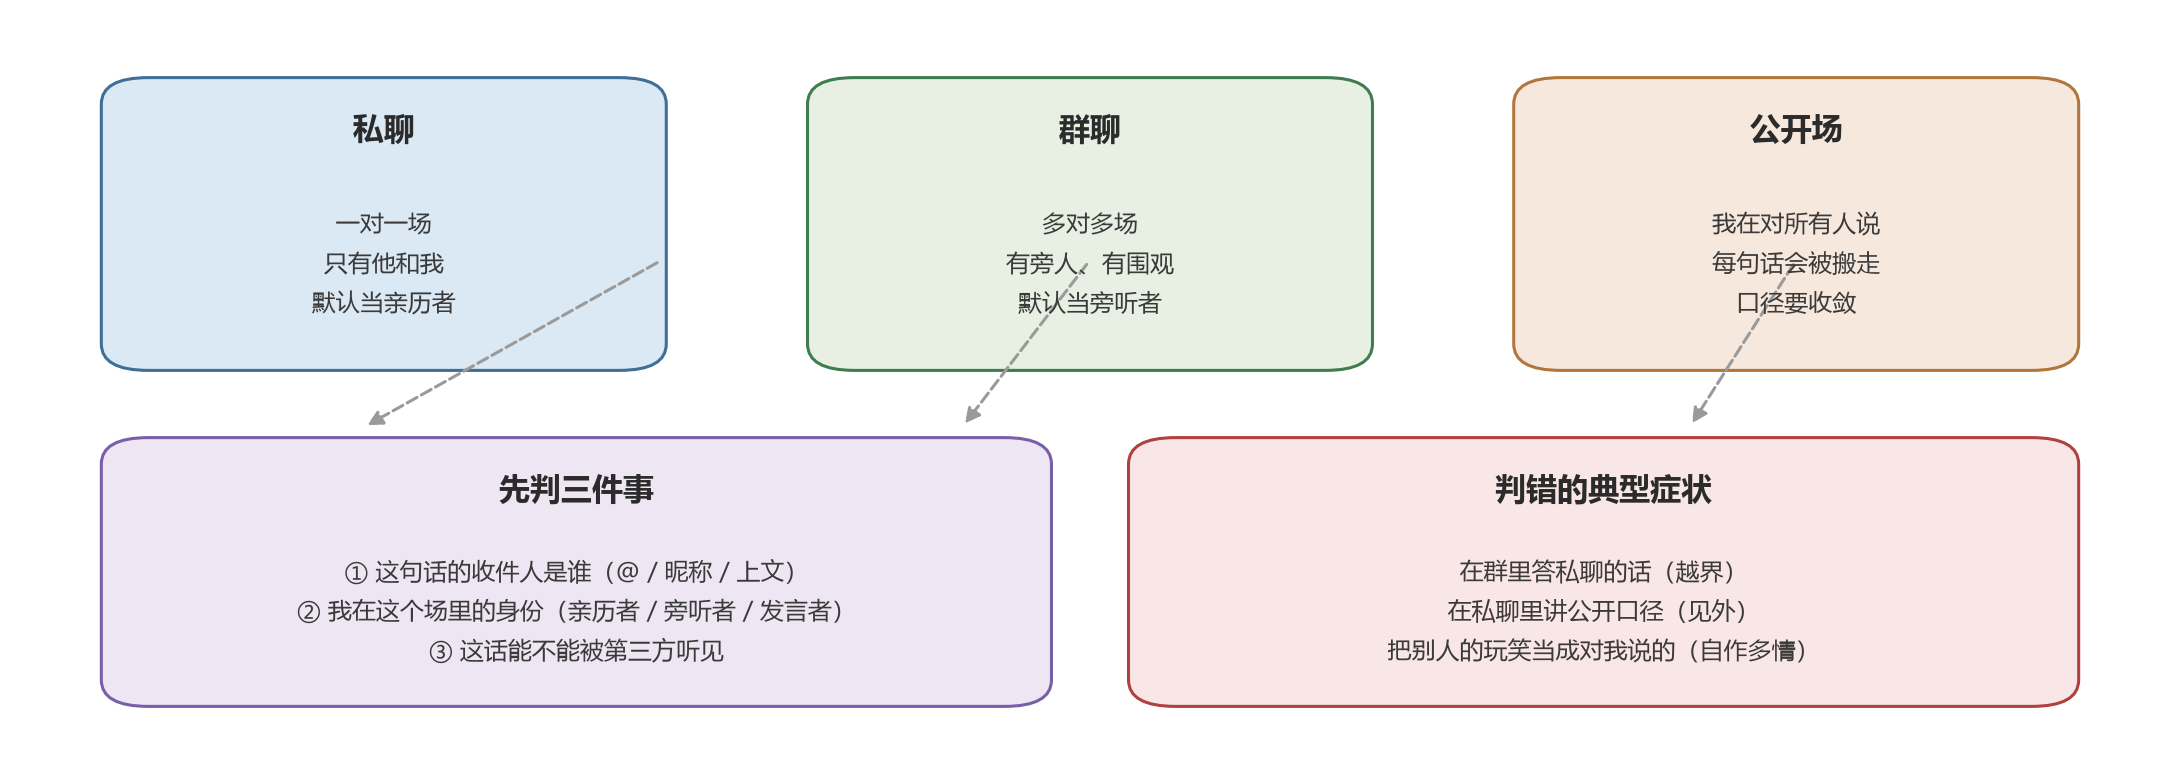 私聊
一对一场
只有他和我
默认当亲历者
群聊
多对多场
有旁人、有围观
默认当旁听者
公开场
我在对所有人说
每句话会被搬走
口径要收敛
先判三件事
① 这句话的收件人是谁（@ / 昵称 / 上文）
② 我在这个场里的身份（亲历者 / 旁听者 / 发言者）
③ 这话能不能被第三方听见
判错的典型症状
在群里答私聊的话（越界）
在私聊里讲公开口径（见外）
把别人的玩笑当成对我说的（自作多情）